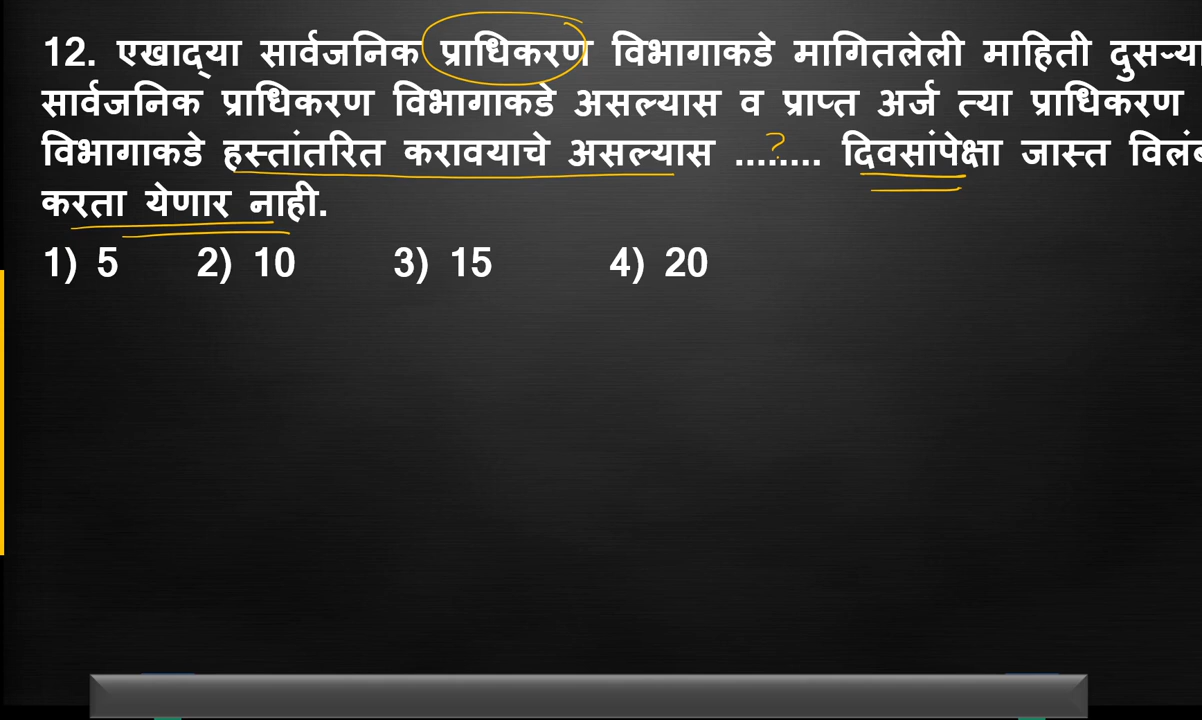 12. एखाद्या सार्वजनिक प्राधिकरण विभागाकडे मागितलेली माहिती दुसऱ्या
सार्वजनिक प्राधिकरण विभागाकडे असल्यास व प्राप्त अर्ज त्या प्राधिकरण
विभागाकडे हस्तांतरित करावयाचे असल्यास ...?..... दिवसांपेक्षा जास्त
करता येणार नाही.
1) 5 2) 10 3) 15 4) 20